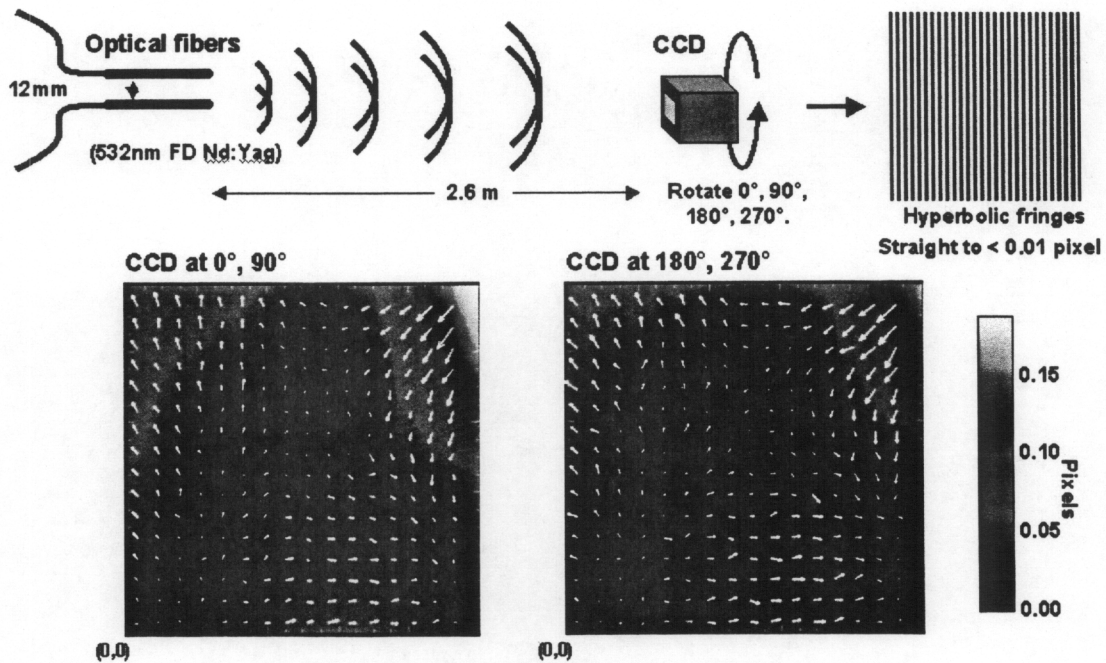 Optical fibers
CCD
12mm
(532nm FD Nd:Yag)
2.6 m
Rotate 0°, 90°,
180°, 270°.
Hyperbolic fringes
Straight to < 0.01 pixel
CCD at 0°, 90°
CCD at 180°, 270°
0.15
0.10
0.05
0.00
Pixels
(0,0)
(0,0)